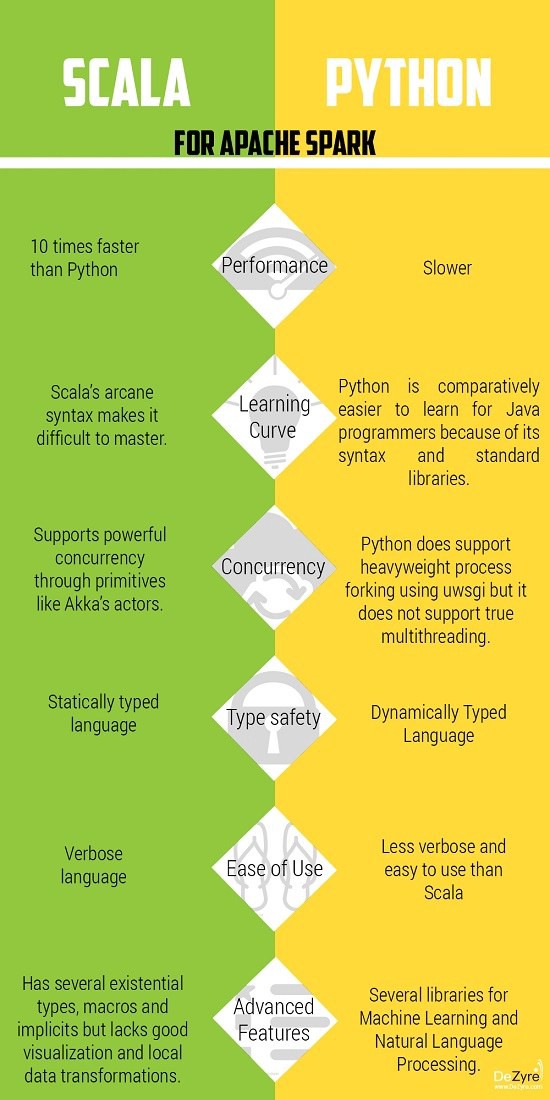 SCALA
PYTHON
FOR APACHE SPARK
10 times faster
than Python
Performance
Slower
Scala's arcane
syntax makes it
difficult to master.
Learning
Curve
Python is comparatively
easier to learn for Java
programmers because of its
syntax and standard
libraries.
Supports powerful
concurrency
through primitives
like Akka's actors.
Concurrency
Python does support
heavyweight process
forking using uwsgi but it
does not support true
multithreading.
Statically typed
language
Type safety
Dynamically Typed
Language
Verbose
language
Ease of Use
Less verbose and
easy to use than
Scala
Has several existential
types, macros and
implicits but lacks good
visualization and local
data transformations.
Advanced
Features
Several libraries for
Machine Learning and
Natural Language
Processing.
DeZyre
www.DeZyre.com